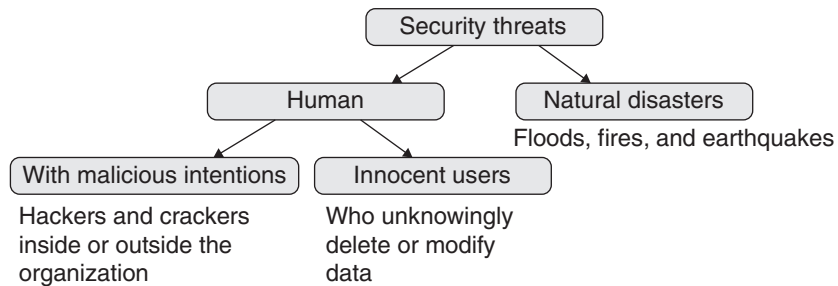 Security threats
Human
Natural disasters
Floods, fires, and earthquakes
With malicious intentions
Innocent users
Hackers and crackers
inside or outside the
organization
Who unknowingly
delete or modify
data